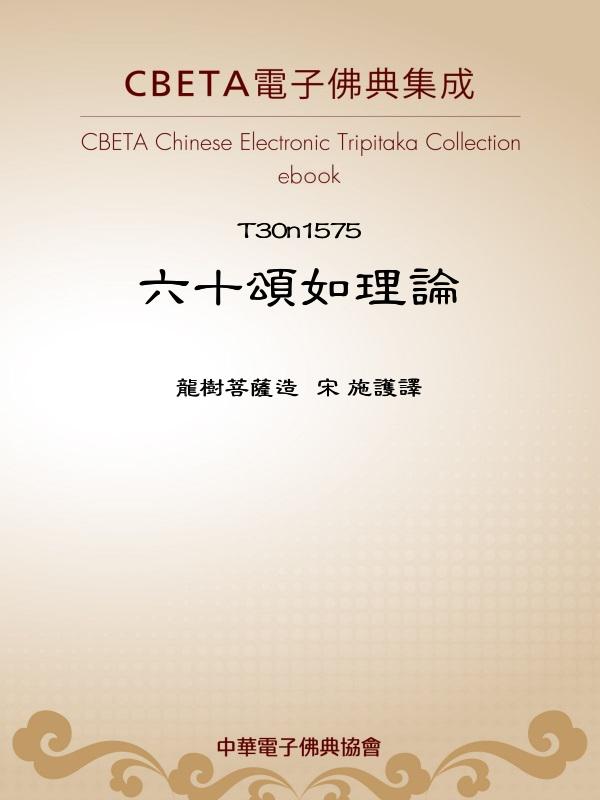 CBETA電子佛典集成
CBETA Chinese Electronic Tripitaka Collection
ebook
T30n1575
六十頌如理論
龍樹菩薩造 宋 施護譯
中華電子佛典協會